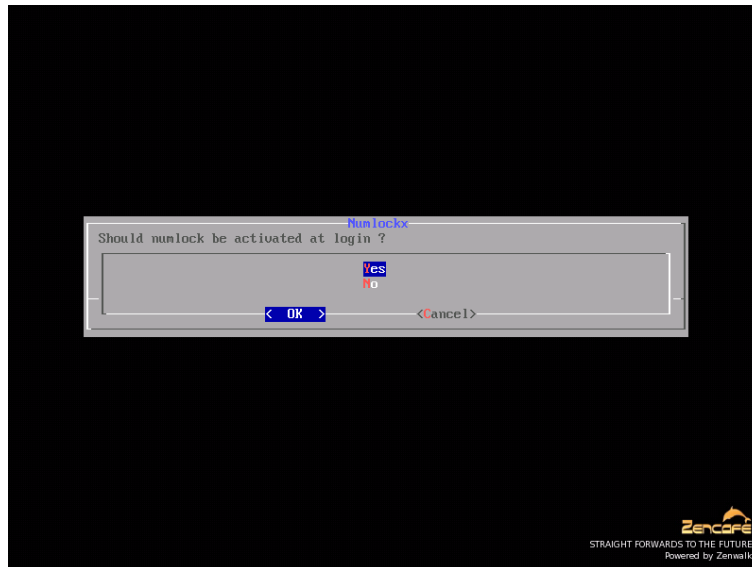 Numlockx
Should numlock be activated at login ?
Yes
No
< OK > <Cancel>
Zencafé
STRAIGHT FORWARDS TO THE FUTURE
Powered by Zenwalk